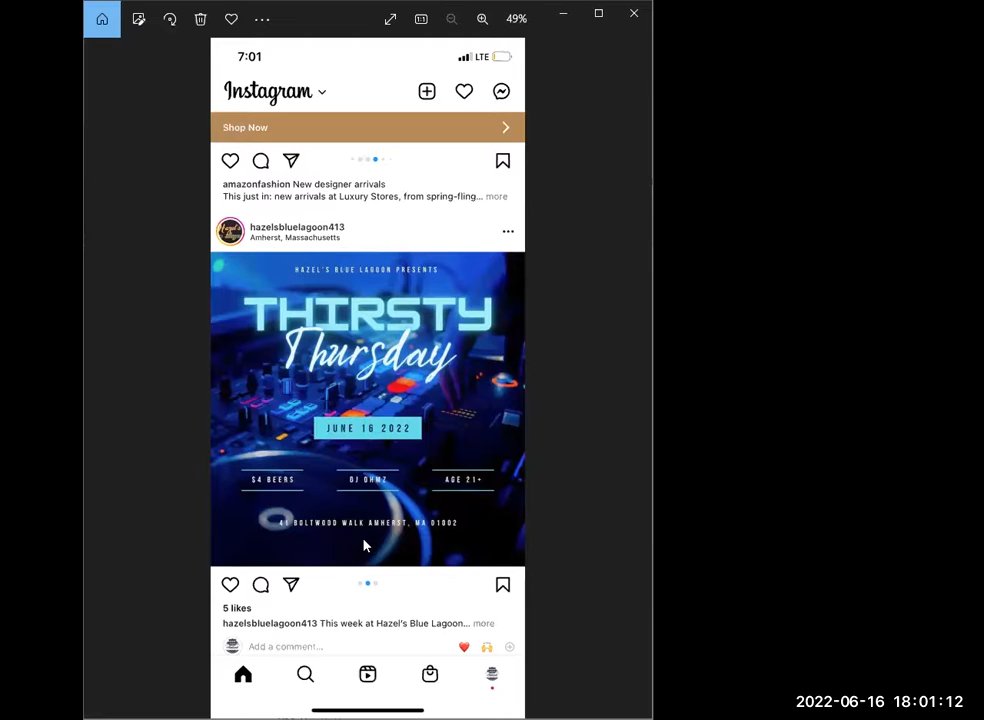 49%
7:01
LTE
Instagram
Shop Now
amazonfashion New designer arrivals
This just in: new arrivals at Luxury Stores, from spring-fling... more
hazelsbluelagoon413
Amherst, Massachusetts
HAZEL'S BLUE LAGOON PRESENTS
THIRSTY
Thursday
JUNE 16 2022
$4 BEERS
DJ DHMZ
AGE 21+
41 BOLTWOOD WALK AMHERST, MA 01002
5 likes
hazelsbluelagoon413 This week at Hazel's Blue Lagoon... more
Add a comment...
2022-06-16 18:01:12